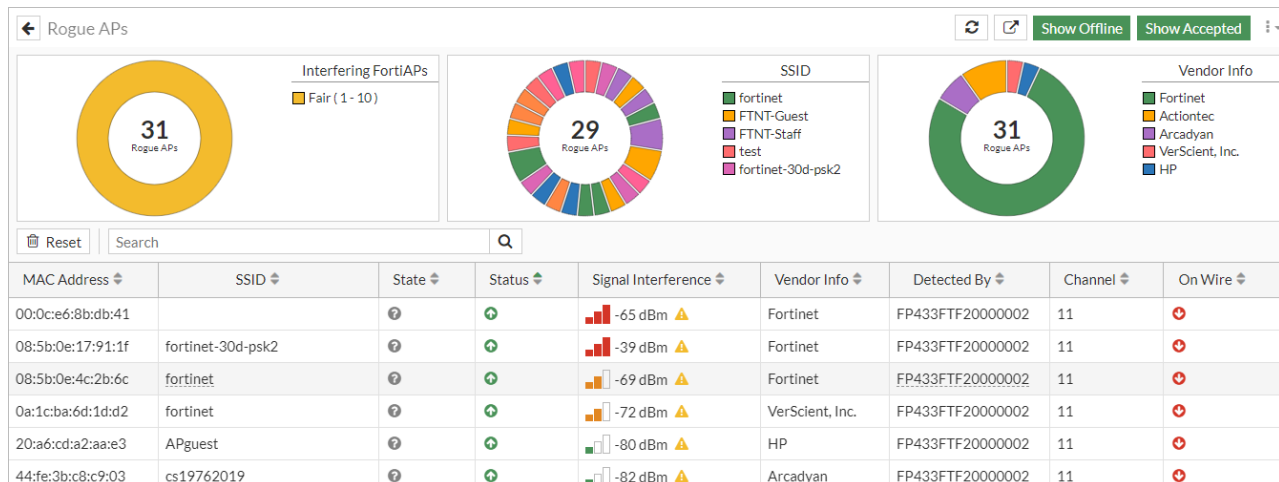 Rogue APs
Show Offline
Show Accepted
Interfering FortiAPs
Fair ( 1 - 10 )
31
Rogue APs
SSID
fortinet
FTNT-Guest
FTNT-Staff
test
fortinet-30d-psk2
29
Rogue APs
Vendor Info
Fortinet
Actiontec
Arcadyan
VerScient, Inc.
HP
31
Rogue APs
Reset
Search
MAC Address SSID State Status Signal Interference Vendor Info Detected By Channel On Wire
00:0c:e6:8b:db:41 -65 dBm Fortinet FP433FTF20000002 11
08:5b:0e:17:91:1f fortinet-30d-psk2 -39 dBm Fortinet FP433FTF20000002 11
08:5b:0e:4c:2b:6c fortinet -69 dBm Fortinet FP433FTF20000002 11
0a:1c:ba:6d:1d:d2 fortinet -72 dBm VerScient, Inc. FP433FTF20000002 11
20:a6:cd:a2:aa:e3 APguest -80 dBm HP FP433FTF20000002 11
44:fe:3b:c8:c9:03 cs19762019 -82 dBm Arcadyan FP433FTF20000002 11